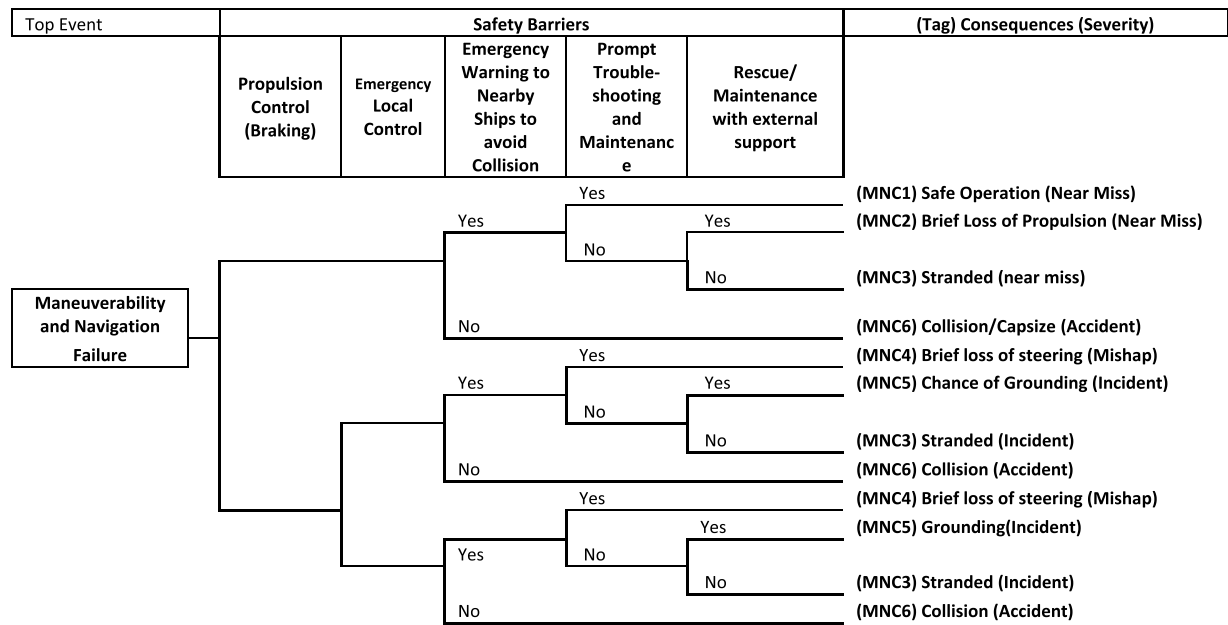 Top Event
Safety Barriers
(Tag) Consequences (Severity)
Propulsion
Control
(Braking)
Emergency
Local
Control
Emergency
Warning to
Nearby
Ships to
avoid
Collision
Prompt
Trouble-
shooting
and
Maintenanc
e
Rescue/
Maintenance
with external
support
Maneuverability
and Navigation
Failure
Yes
(MNC1) Safe Operation (Near Miss)
Yes
Yes
(MNC2) Brief Loss of Propulsion (Near Miss)
No
No
(MNC3) Stranded (near miss)
No
(MNC6) Collision/Capsize (Accident)
Yes
(MNC4) Brief loss of steering (Mishap)
Yes
Yes
(MNC5) Chance of Grounding (Incident)
No
No
(MNC3) Stranded (Incident)
No
(MNC6) Collision (Accident)
Yes
(MNC4) Brief loss of steering (Mishap)
Yes
(MNC5) Grounding(Incident)
Yes
No
No
(MNC3) Stranded (Incident)
No
(MNC6) Collision (Accident)